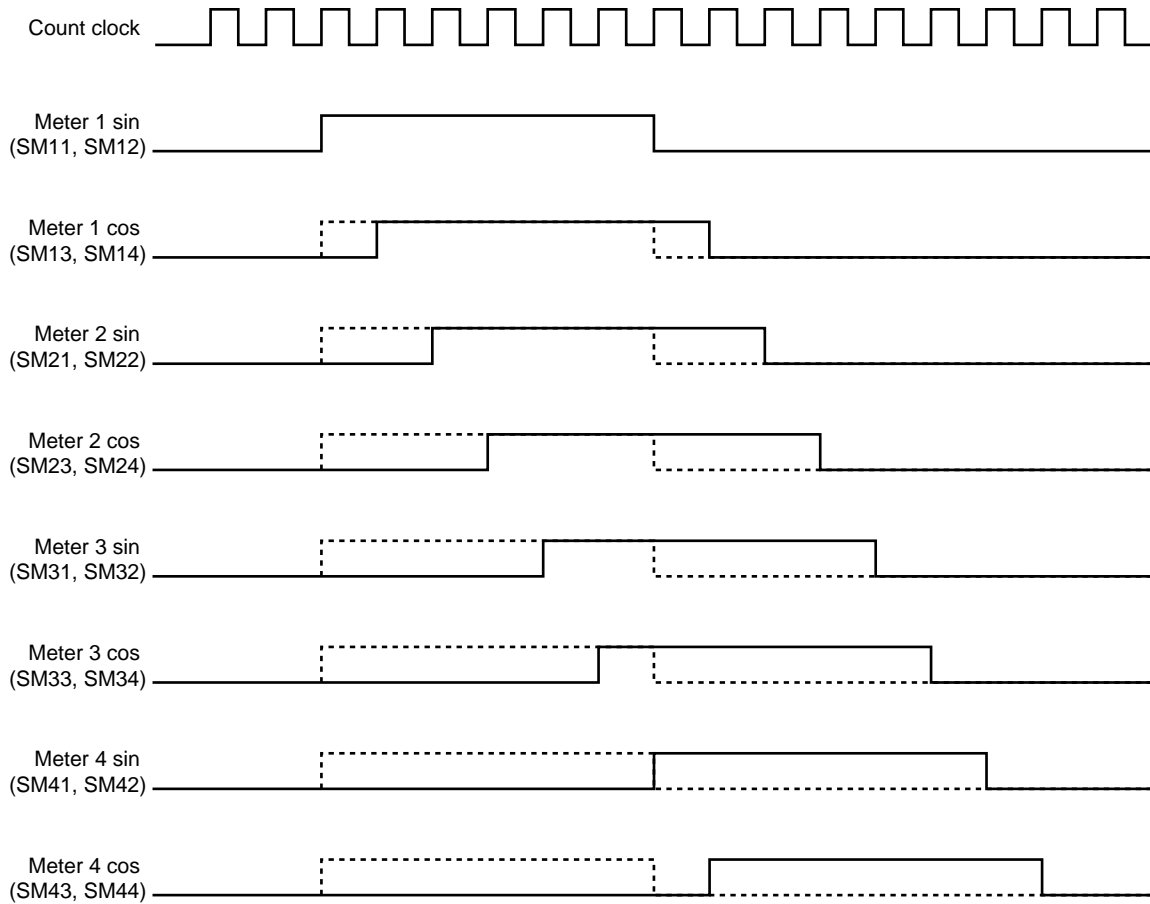 Count clock
Meter 1 sin
(SM11, SM12)
Meter 1 cos
(SM13, SM14)
Meter 2 sin
(SM21, SM22)
Meter 2 cos
(SM23, SM24)
Meter 3 sin
(SM31, SM32)
Meter 3 cos
(SM33, SM34)
Meter 4 sin
(SM41, SM42)
Meter 4 cos
(SM43, SM44)